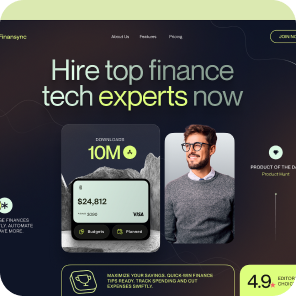 Finansync
About Us Features Pricing
JOIN NO
Hire top finance
tech experts now
DOWNLOADS
10M
$24,812
VISA
Budgets
Planned
PRODUCT OF THE DA
Product Hunt
SE FINANCES
LY. AUTOMATE
AVE MORE.
MAXIMIZE YOUR SAVINGS. QUICK-WIN FINANCE
TIPS READY. TRACK SPENDING AND CUT
EXPENSES SWIFTLY.
4.9
EDITOR'
CHOIC